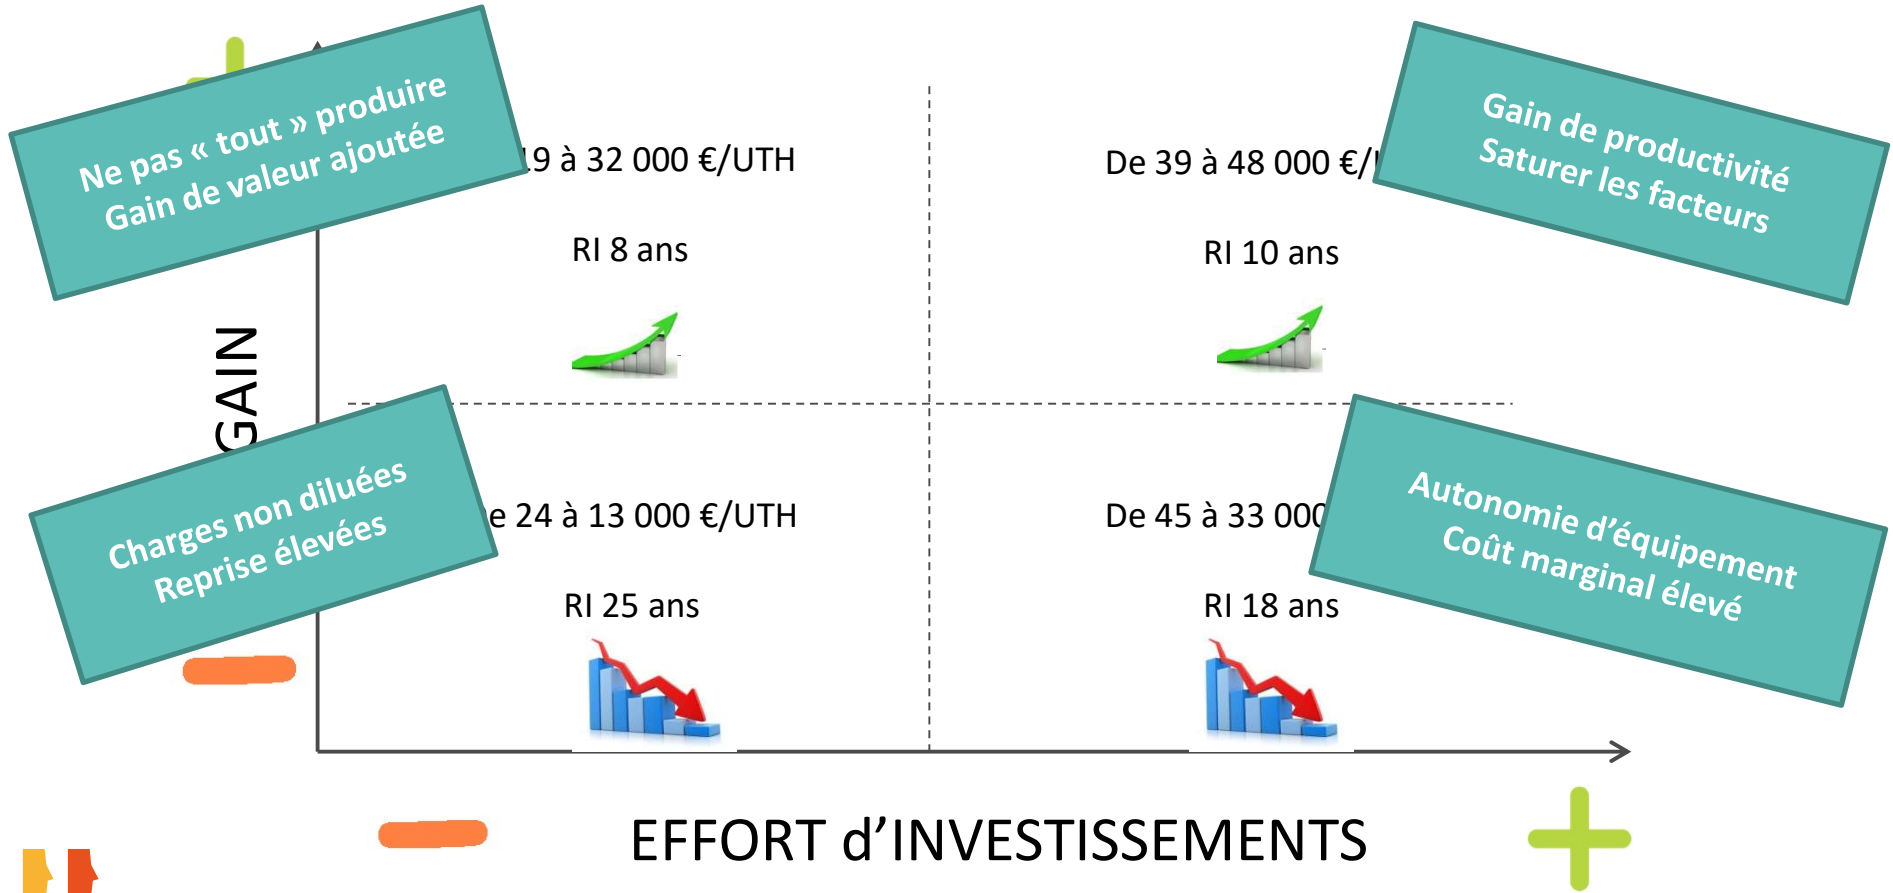 Ne pas « tout » produire
Gain de valeur ajoutée
19 à 32 000 €/UTH
RI 8 ans
De 39 à 48 000 €/
RI 10 ans
Gain de productivité
Saturer les facteurs
GAIN
Charges non diluées
Reprise élevées
24 à 13 000 €/UTH
RI 25 ans
De 45 à 33 000
RI 18 ans
Autonomie d’équipement
Coût marginal élevé
EFFORT d’INVESTISSEMENTS